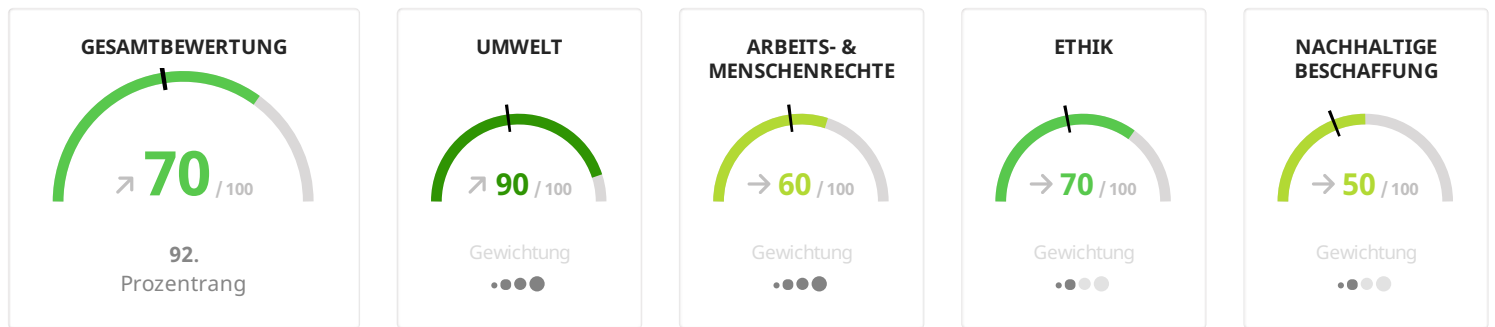 GESAMTBEWERTUNG
70 / 100
92.
Prozentrang
UMWELT
90 / 100
Gewichtung
ARBEITS- &
MENSCHENRECHTE
60 / 100
Gewichtung
ETHIK
70 / 100
Gewichtung
NACHHALTIGE
BESCHAFFUNG
50 / 100
Gewichtung